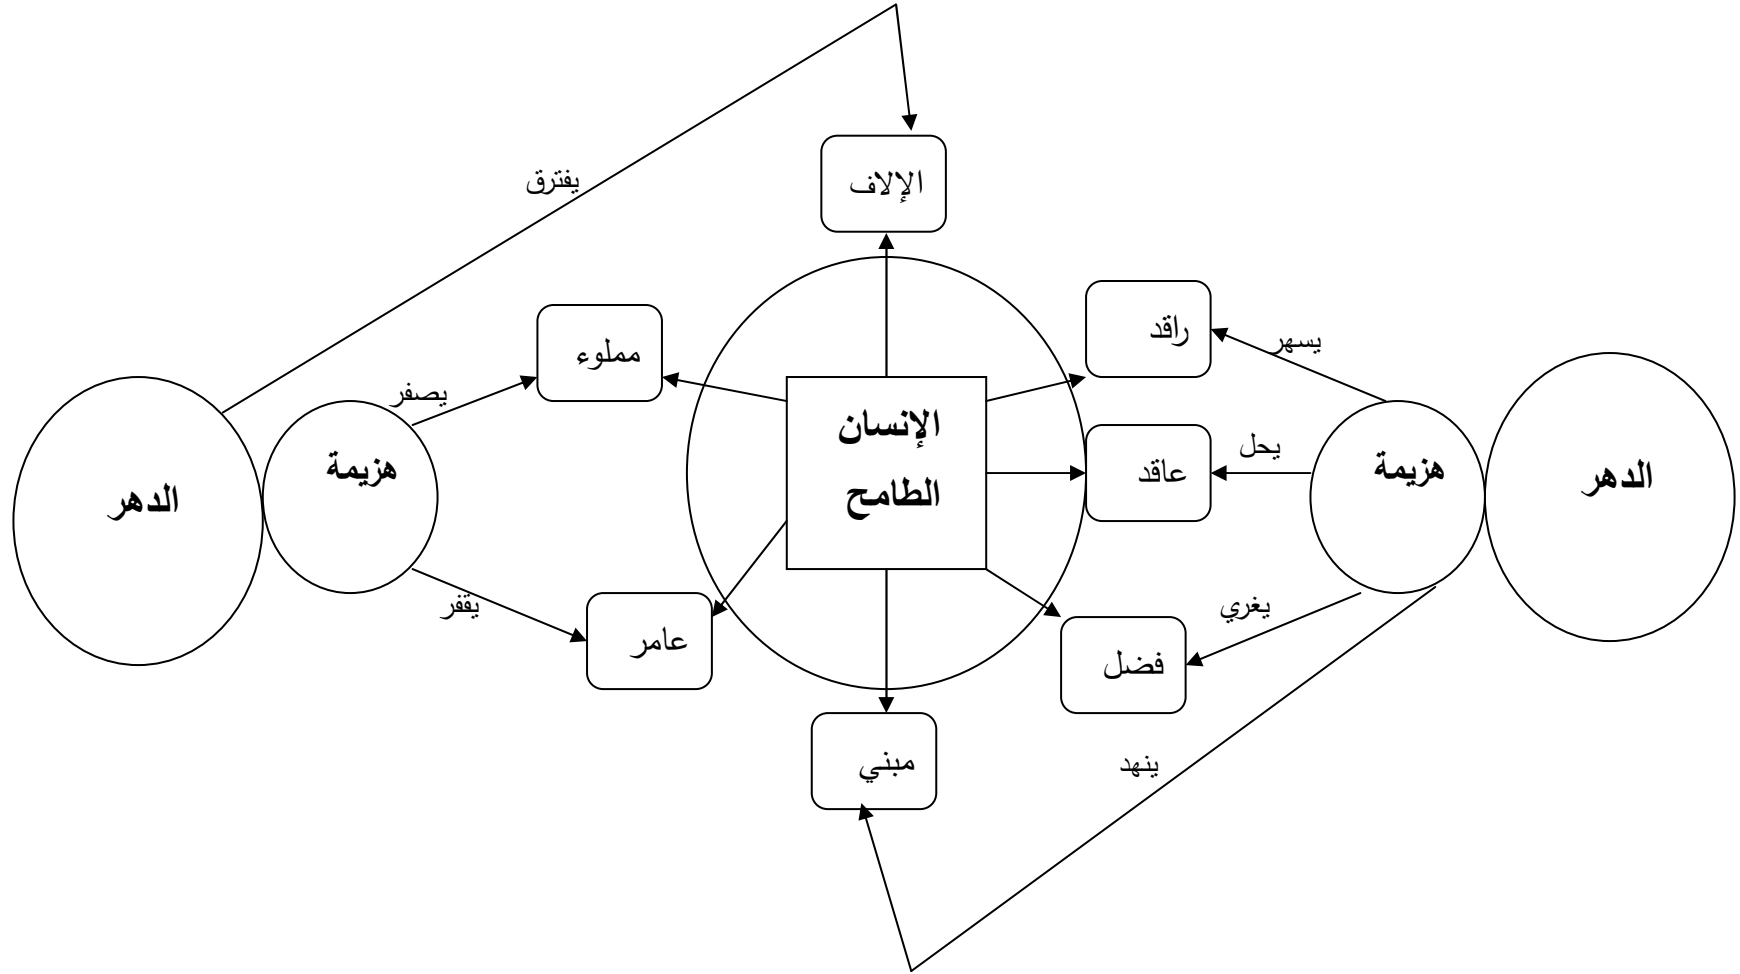 الإلاف
يفترق
راقد
يسهر
مملوء
يصفر
الإنسان
الطامح
عاقد
يحل
هزيمة
الدهر
هزيمة
الدهر
يقفر
عامر
فضل
يغري
مبني
ينهد